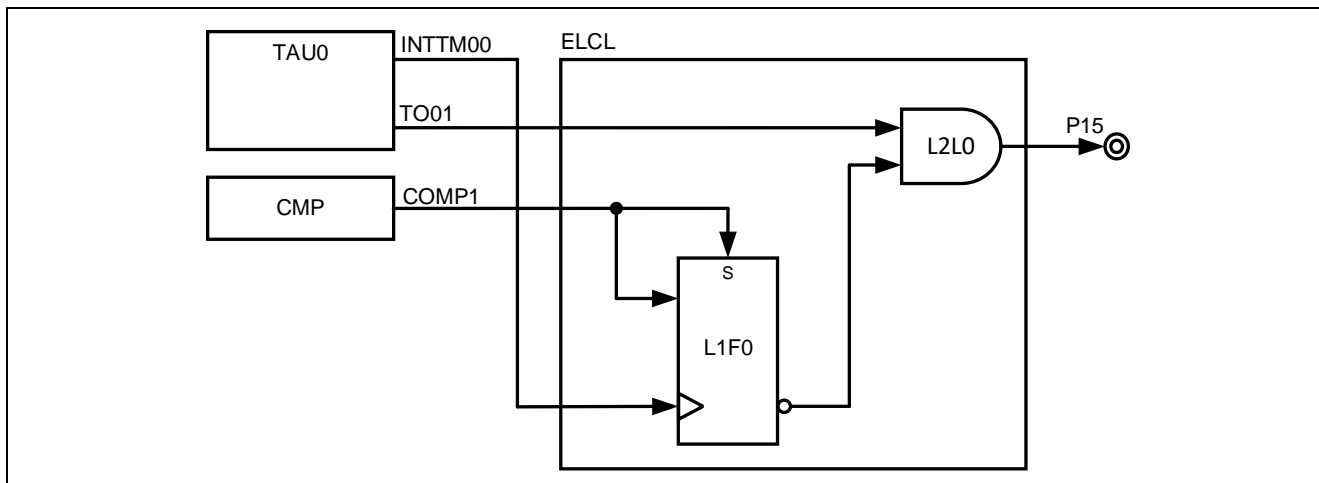 TAU0
INTTM00
TO01
ELCL
L2L0
P15
CMP
COMP1
S
L1F0